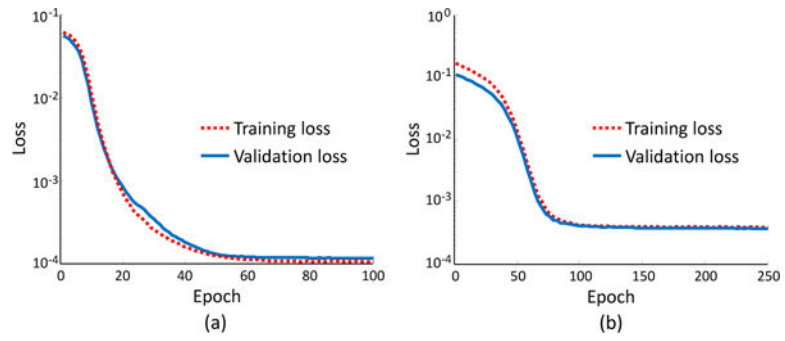 10⁻¹
10⁻²
10⁻³
10⁻⁴
Loss
Training loss
Validation loss
0 20 40 60 80 100
Epoch
(a)
10⁰
10⁻¹
10⁻²
10⁻³
10⁻⁴
Loss
Training loss
Validation loss
0 50 100 150 200 250
Epoch
(b)